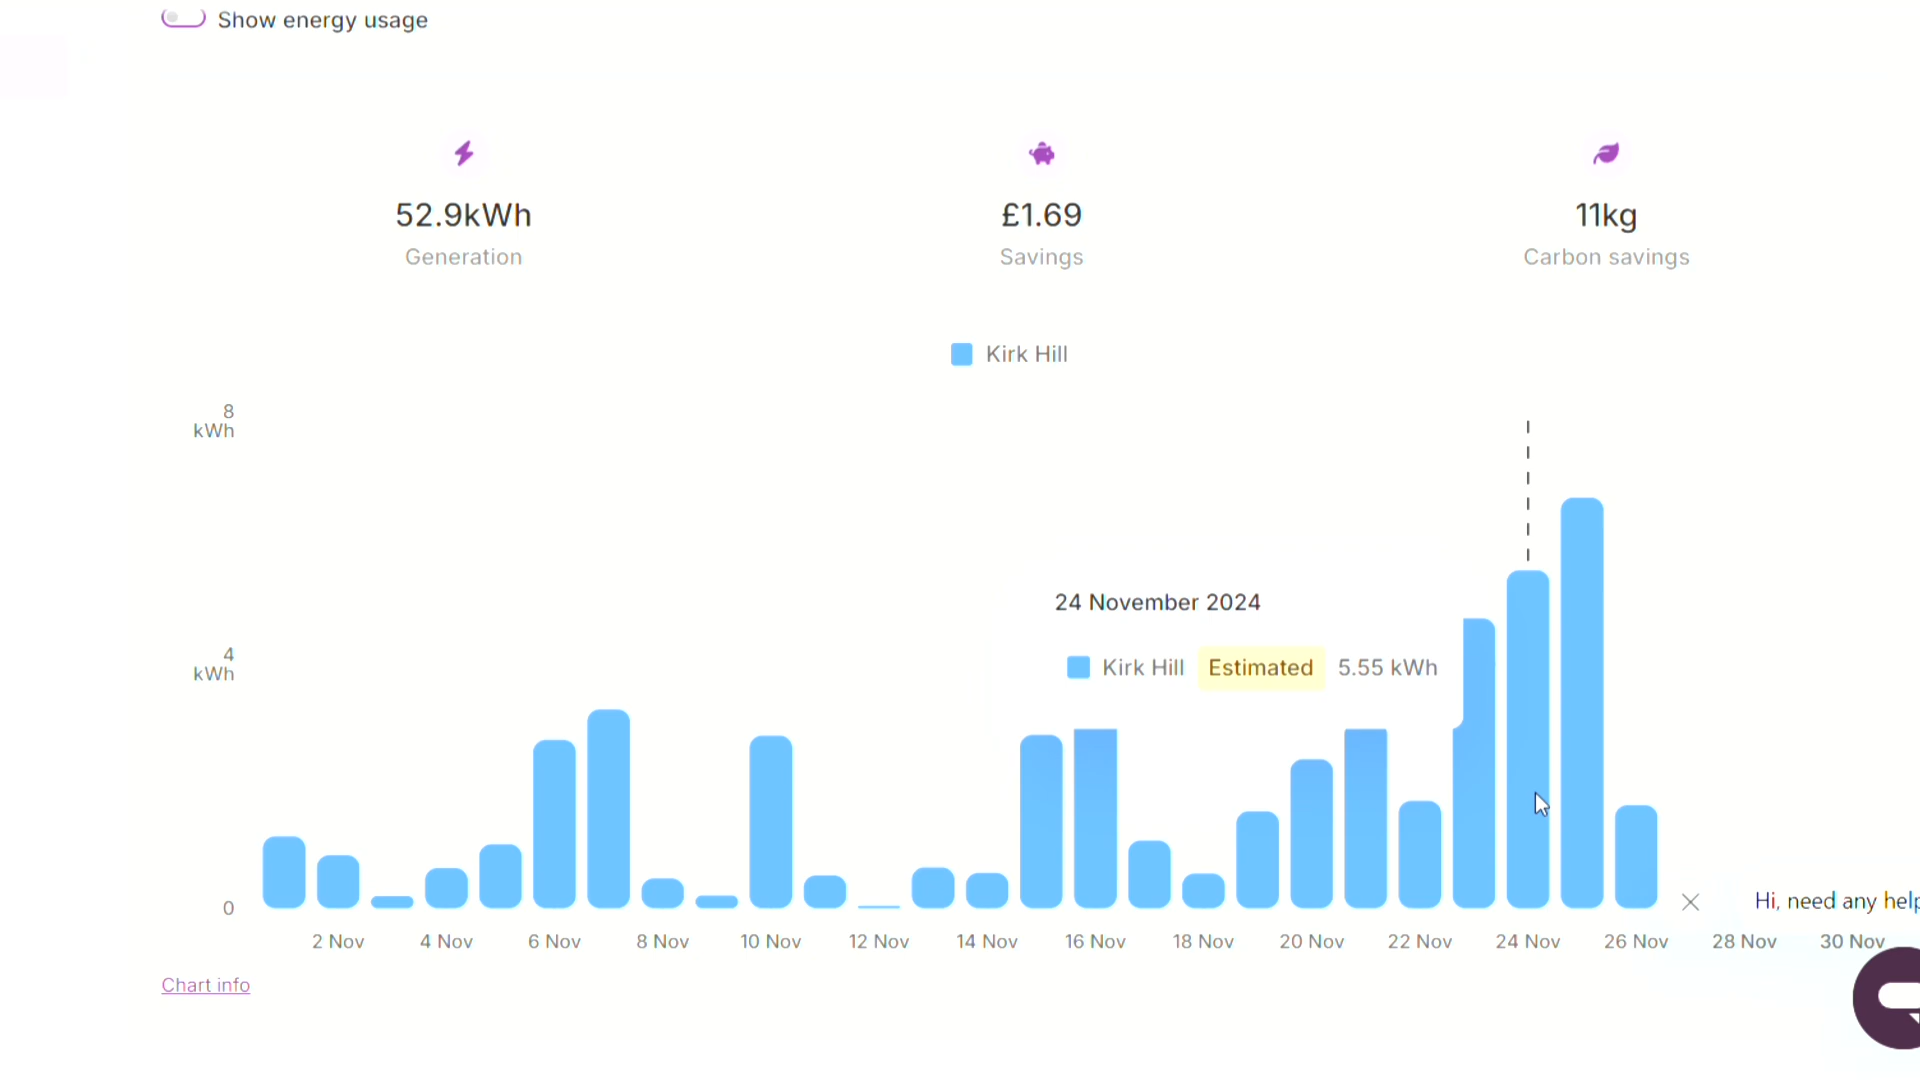 Show energy usage
52.9kWh
Generation
£1.69
Savings
11kg
Carbon savings
Kirk Hill
8
kWh
24 November 2024
Kirk Hill Estimated 5.55 kWh
4
kWh
0
Hi, need any help
2 Nov 4 Nov 6 Nov 8 Nov 10 Nov 12 Nov 14 Nov 16 Nov 18 Nov 20 Nov 22 Nov 24 Nov 26 Nov 28 Nov 30 Nov
Chart info